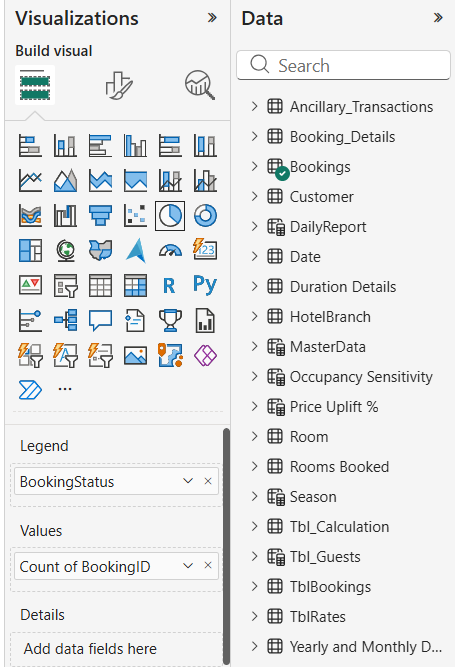 Visualizations »
Build visual
123
R Py
...
Legend
BookingStatus
Values
Count of BookingID
Details
Add data fields here
Data »
Search
Ancillary_Transactions
Booking_Details
Bookings
Customer
DailyReport
Date
Duration Details
HotelBranch
MasterData
Occupancy Sensitivity
Price Uplift %
Room
Rooms Booked
Season
Tbl_Calculation
Tbl_Guests
TblBookings
TblRates
Yearly and Monthly D...